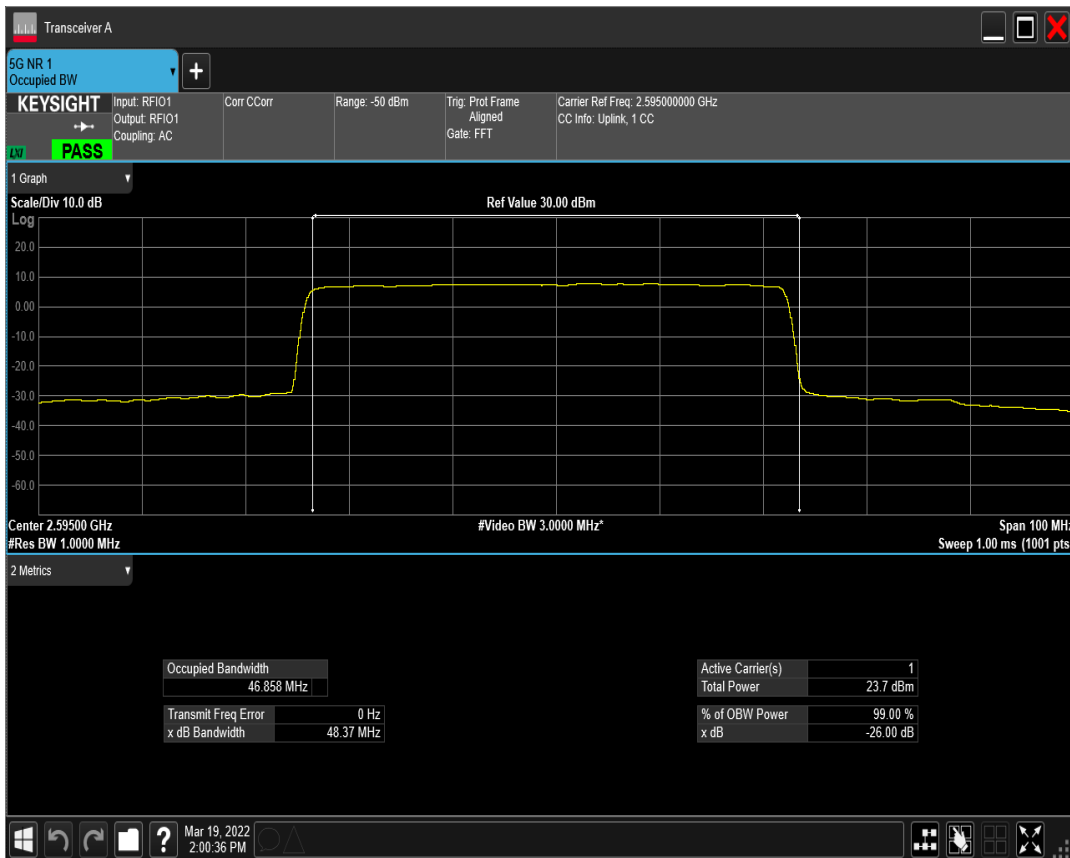 Transceiver A
5G NR 1
Occupied BW
+
KEYSIGHT
LXI
PASS
Input: RFIO1
Output: RFIO1
Coupling: AC
Corr CCorr
Range: -50 dBm
Trig: Prot Frame
Aligned
Gate: FFT
Carrier Ref Freq: 2.595000000 GHz
CC Info: Uplink, 1 CC
1 Graph
Scale/Div 10.0 dB
Ref Value 30.00 dBm
Log
20.0
10.0
0.00
-10.0
-20.0
-30.0
-40.0
-50.0
-60.0
Center 2.59500 GHz
#Video BW 3.0000 MHz*
Span 100 MHz
#Res BW 1.0000 MHz
Sweep 1.00 ms (1001 pts
2 Metrics
Occupied Bandwidth
46.858 MHz
Transmit Freq Error 0 Hz
x dB Bandwidth 48.37 MHz
Active Carrier(s) 1
Total Power 23.7 dBm
% of OBW Power 99.00 %
x dB -26.00 dB
?
Mar 19, 2022
2:00:36 PM